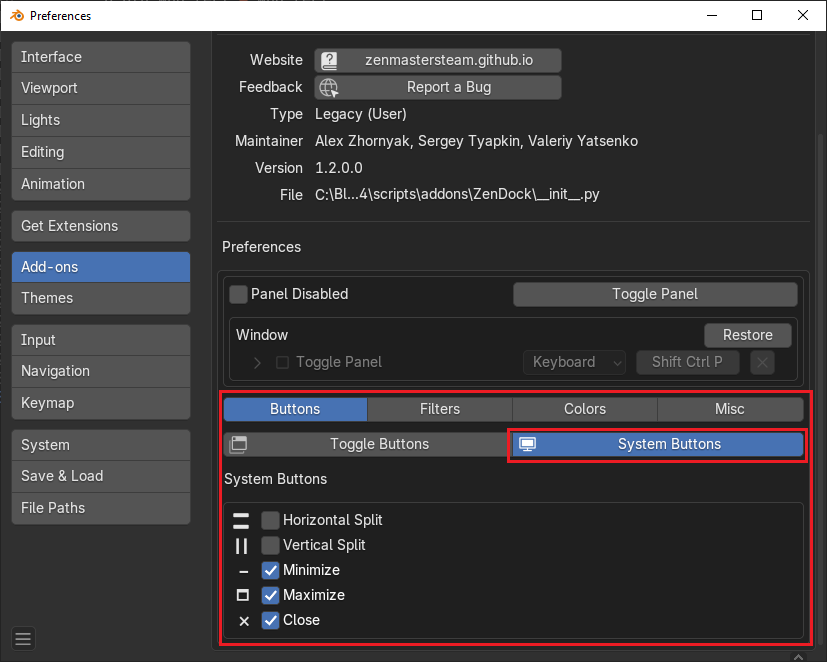 Preferences
Interface
Viewport
Lights
Editing
Animation
Get Extensions
Add-ons
Themes
Input
Navigation
Keymap
System
Save & Load
File Paths
Website zenmastersteam.github.io
Feedback Report a Bug
Type Legacy (User)
Maintainer Alex Zhornyak, Sergey Tyapkin, Valeriy Yatsenko
Version 1.2.0.0
File C:\Bl...4\scripts\addons\ZenDock\__init__.py
Preferences
Panel Disabled Toggle Panel
Window Restore
Toggle Panel Keyboard Shift Ctrl P
Buttons Filters Colors Misc
Toggle Buttons System Buttons
System Buttons
Horizontal Split
Vertical Split
Minimize
Maximize
Close